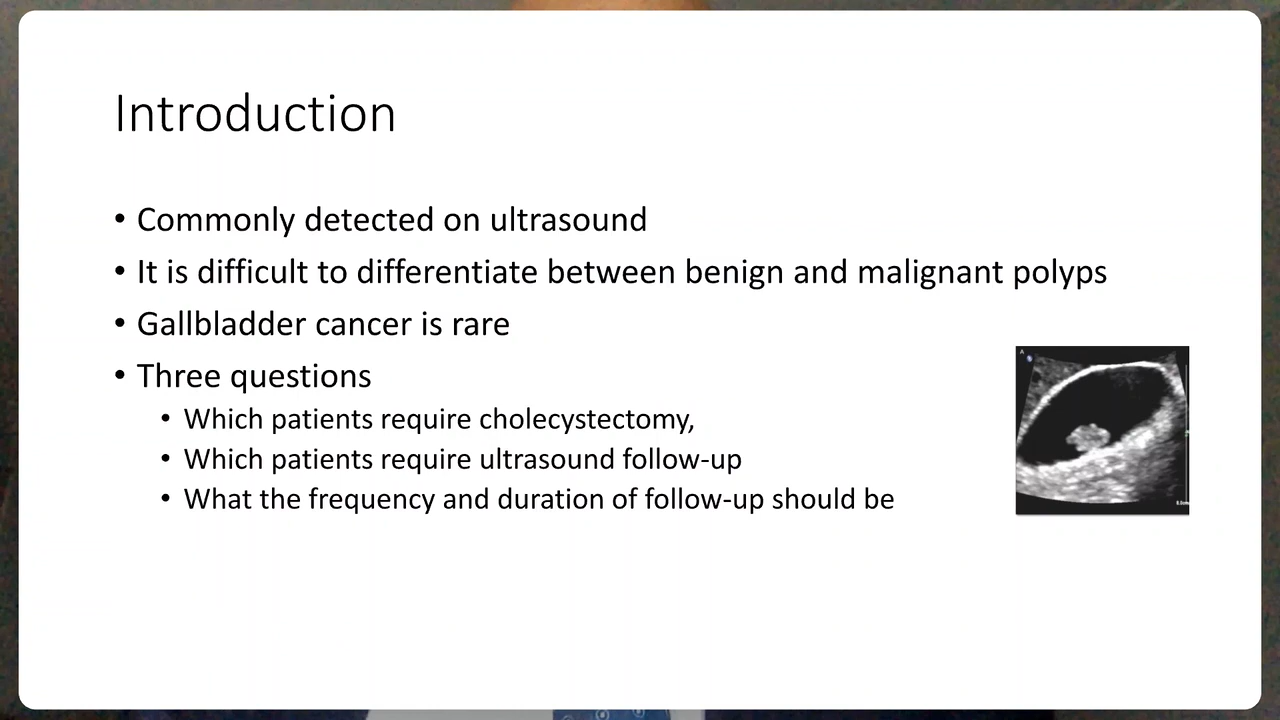 Introduction
• Commonly detected on ultrasound
• It is difficult to differentiate between benign and malignant polyps
• Gallbladder cancer is rare
• Three questions
• Which patients require cholecystectomy,
• Which patients require ultrasound follow-up
• What the frequency and duration of follow-up should be
A